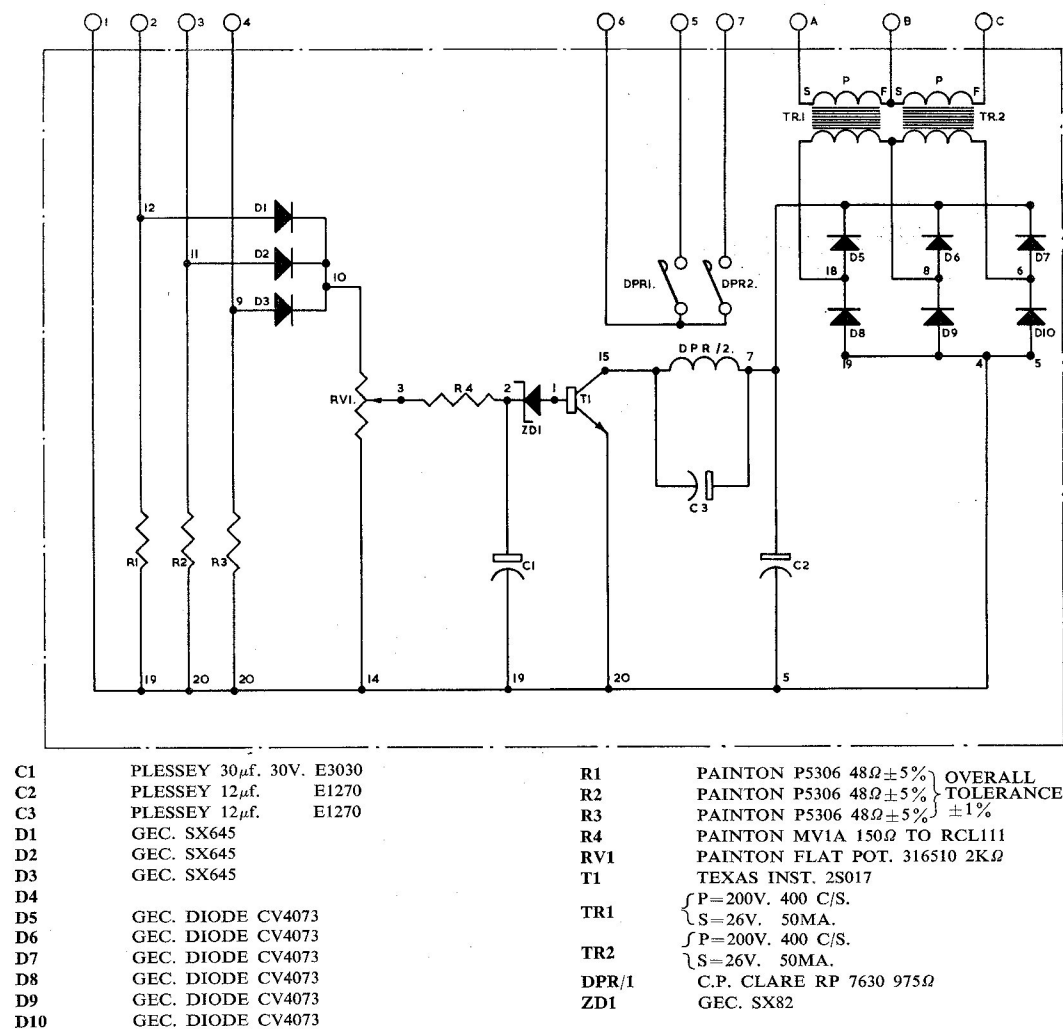 1 2 3 4 6 5 7 A B C
S P F S P F
TR.1 TR.2
12 D1
11 D2 10
9 D3
DPR1. DPR2.
18 D5 8 D6 6 D7
D8 D9 D10
19 4 5
15 DPR/2. 7
RV1. 3 R4 2 ZD1 1 T1
C3
R1 R2 R3 C1 C2
19 20 20 14 19 20 5
C1 PLESSEY 30μf. 30V. E3030
C2 PLESSEY 12μf. E1270
C3 PLESSEY 12μf. E1270
D1 GEC. SX645
D2 GEC. SX645
D3 GEC. SX645
D4
D5 GEC. DIODE CV4073
D6 GEC. DIODE CV4073
D7 GEC. DIODE CV4073
D8 GEC. DIODE CV4073
D9 GEC. DIODE CV4073
D10 GEC. DIODE CV4073
R1 PAINTON P5306 48Ω±5%
R2 PAINTON P5306 48Ω±5%
R3 PAINTON P5306 48Ω±5%
OVERALL
TOLERANCE
±1%
R4 PAINTON MV1A 150Ω TO RCL111
RV1 PAINTON FLAT POT. 316510 2KΩ
T1 TEXAS INST. 2S017
TR1 P=200V. 400 C/S.
S=26V. 50MA.
TR2 P=200V. 400 C/S.
S=26V. 50MA.
DPR/1 C.P. CLARE RP 7630 975Ω
ZD1 GEC. SX82